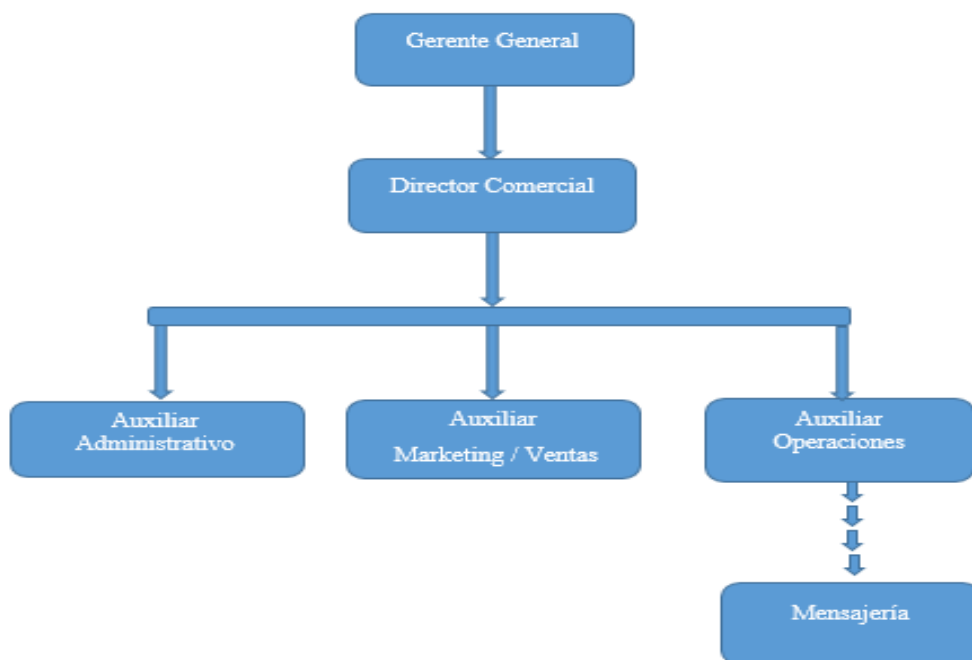 Gerente General
Director Comercial
Auxiliar
Administrativo
Auxiliar
Marketing / Ventas
Auxiliar
Operaciones
Mensajería